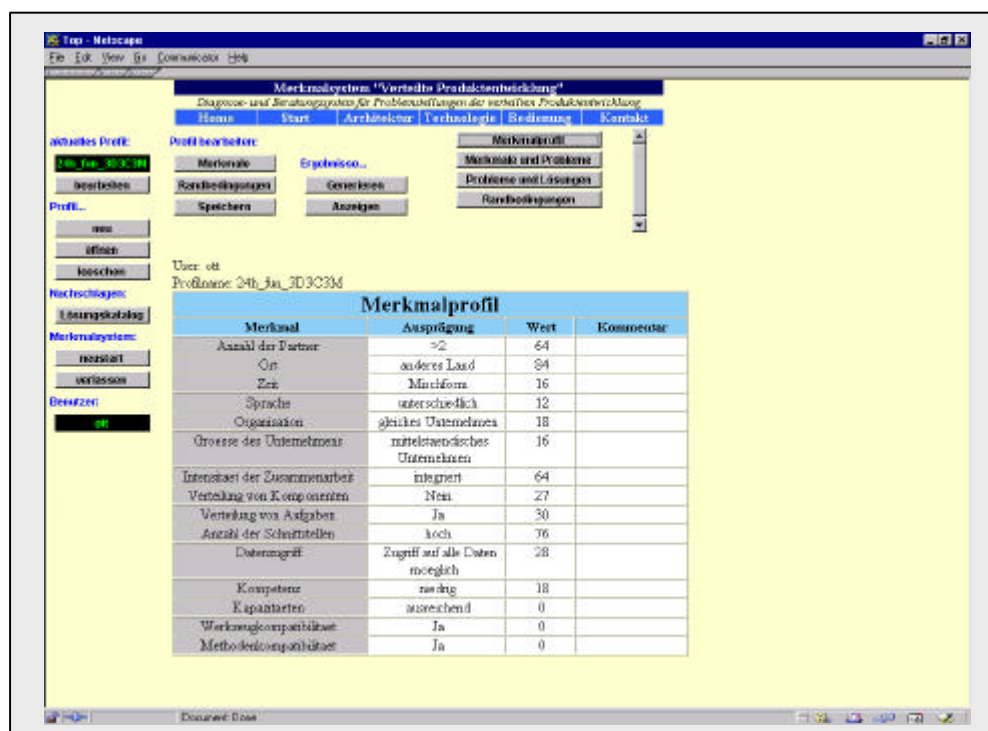 Top - Netscape
File Edit View Go Communicator Help
Merkmalsystem "Verteilte Produktentwicklung"
Diagnose- und Beratungssystem für Problemstellungen der verteilten Produktentwicklung
Home Start Architektur Technologie Bedienung Kontakt
aktuelles Profil:
24h_fun_3D3C3M
bearbeiten
Profil...
neu
öffnen
loeschen
Nachschlagen:
Lösungskatalog
Merkmalsystem:
neustart
verlassen
Benutzer:
ott
Profil bearbeiten:
Merkmale
Randbedingungen
Speichern
Ergebnisse...
Generieren
Anzeigen
Merkmalprofil
Merkmale und Probleme
Probleme und Lösungen
Randbedingungen
User: ott
Profilname: 24h_fun_3D3C3M
Merkmalprofil
Merkmal Ausprägung Wert Kommentar
Anzahl der Partner >2 64
Ort anderes Land 84
Zeit Mischform 16
Sprache unterschiedlich 12
Organisation gleiches Unternehmen 18
Groesse des Unternehmens mittelstaendisches 16
Unternehmen
Intensitaet der Zusammenarbeit integriert 64
Verteilung von Komponenten Nein 27
Verteilung von Aufgaben Ja 30
Anzahl der Schnittstellen hoch 76
Datenzugriff Zugriff auf alle Daten 28
moeglich
Kompetenz niedrig 18
Kapazitaeten ausreichend 0
Werkzeugkompatibilitaet Ja 0
Methodenkompatibilitaet Ja 0
Document: Done